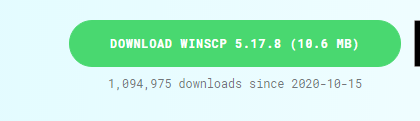 DOWNLOAD WINSCP 5.17.8 (10.6 MB)
1,094,975 downloads since 2020-10-15